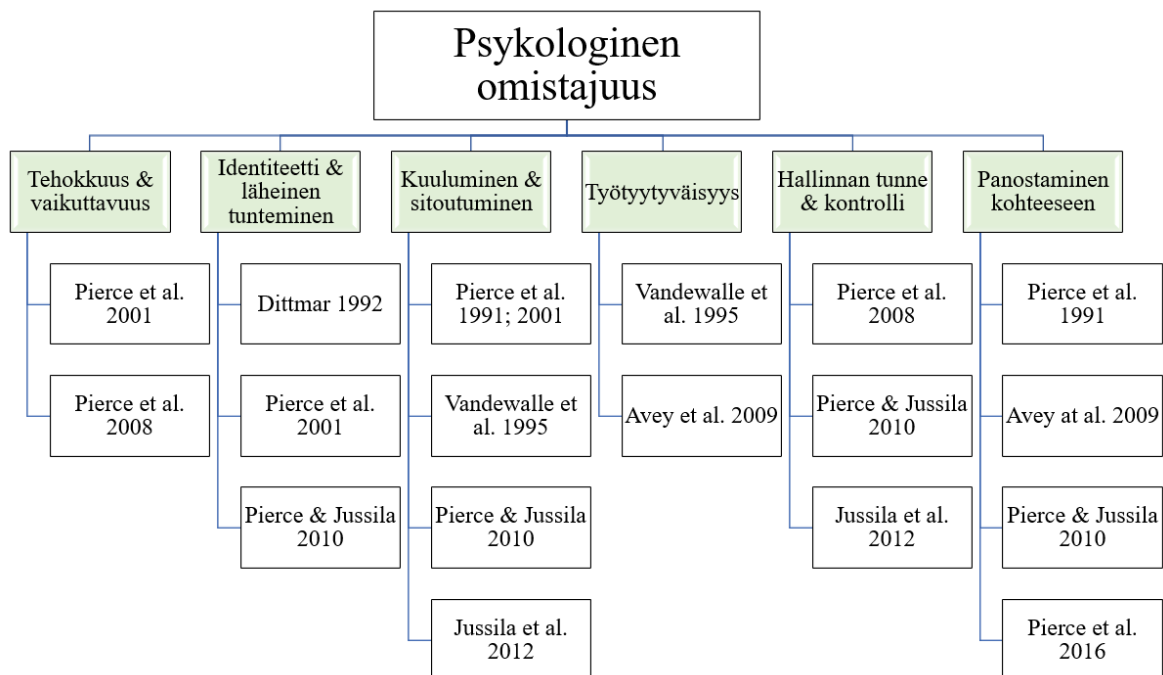 Psykologinen
omistajuus
Tehokkuus &
vaikuttavuus
Pierce et al.
2001
Pierce et al.
2008
Identiteetti &
läheinen
tunteminen
Dittmar 1992
Pierce et al.
2001
Pierce & Jussila
2010
Kuuluminen &
sitoutuminen
Pierce et al.
1991; 2001
Vandewalle et
al. 1995
Pierce & Jussila
2010
Jussila et al.
2012
Työtyytyväisyys
Vandewalle et
al. 1995
Avey et al. 2009
Hallinnan tunne
& kontrolli
Pierce et al.
2008
Pierce & Jussila
2010
Jussila et al.
2012
Panostaminen
kohteeseen
Pierce et al.
1991
Avey at al. 2009
Pierce & Jussila
2010
Pierce et al.
2016